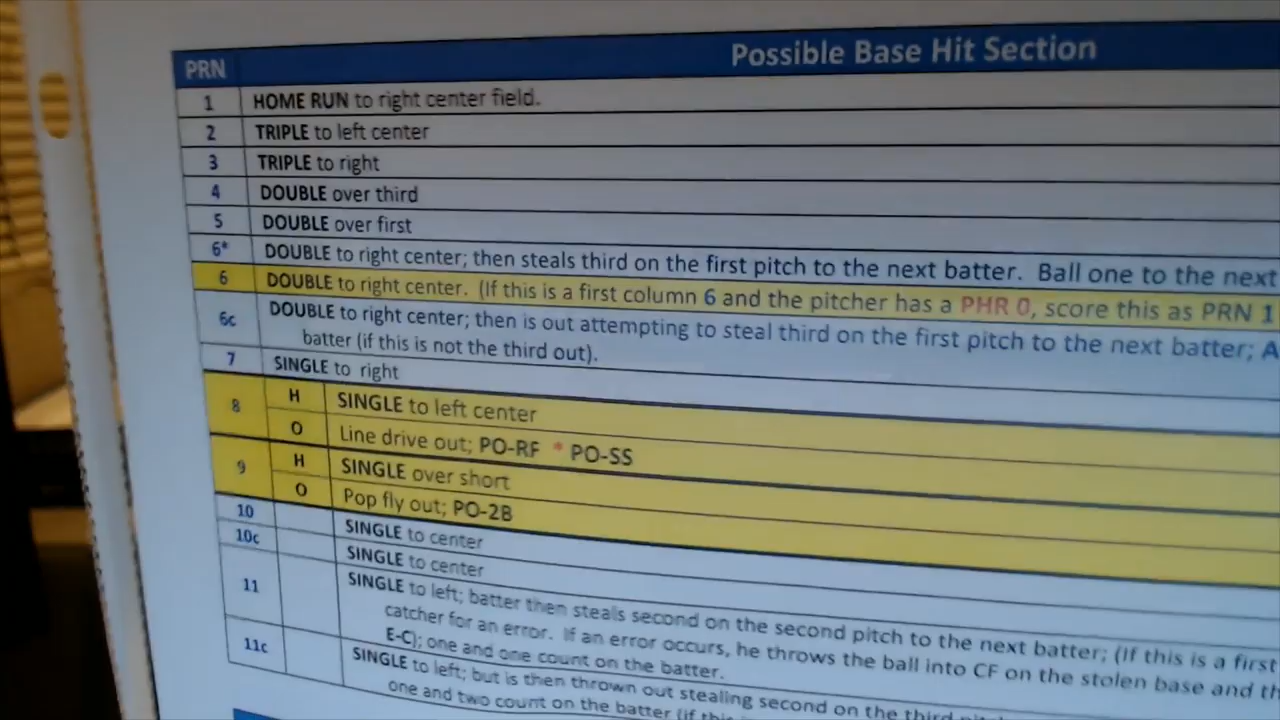 PRN Possible Base Hit Section
1 HOME RUN to right center field.
2 TRIPLE to left center
3 TRIPLE to right
4 DOUBLE over third
5 DOUBLE over first
6* DOUBLE to right center; then steals third on the first pitch to the next batter. Ball one to the next
6 DOUBLE to right center. (If this is a first column 6 and the pitcher has a PHR 0, score this as PRN 1
6c DOUBLE to right center; then is out attempting to steal third on the first pitch to the next batter; A
batter (if this is not the third out).
7 SINGLE to right
8 H SINGLE to left center
O Line drive out; PO-RF * PO-SS
9 H SINGLE over short
O Pop fly out; PO-2B
10 SINGLE to center
10c SINGLE to center
11 SINGLE to left; batter then steals second on the second pitch to the next batter; (If this is a first
catcher for an error. If an error occurs, he throws the ball into CF on the stolen base and th
E-C); one and one count on the batter.
11c SINGLE to left; but is then thrown out stealing second on the third
one and two count on the batter (if